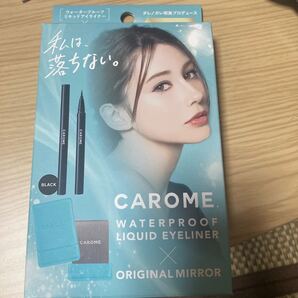 ウォータープルーフ
リキッドアイライナー
ダレノガレ明美プロデュース
私は、
落ちない。
CAROME
BLACK
CAROME
CAROME.
WATERPROOF
LIQUID EYELINER
×
ORIGINAL MIRROR